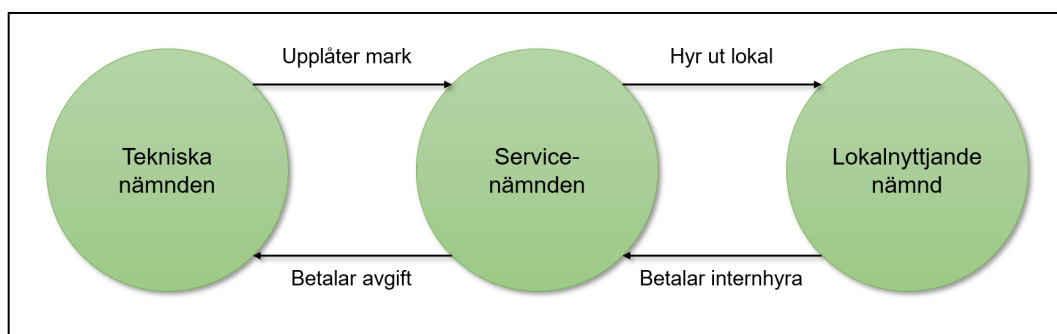 Upplåter mark
Hyr ut lokal
Tekniska
nämnden
Service-
nämnden
Lokalnyttjande
nämnd
Betalar avgift
Betalar internhyra